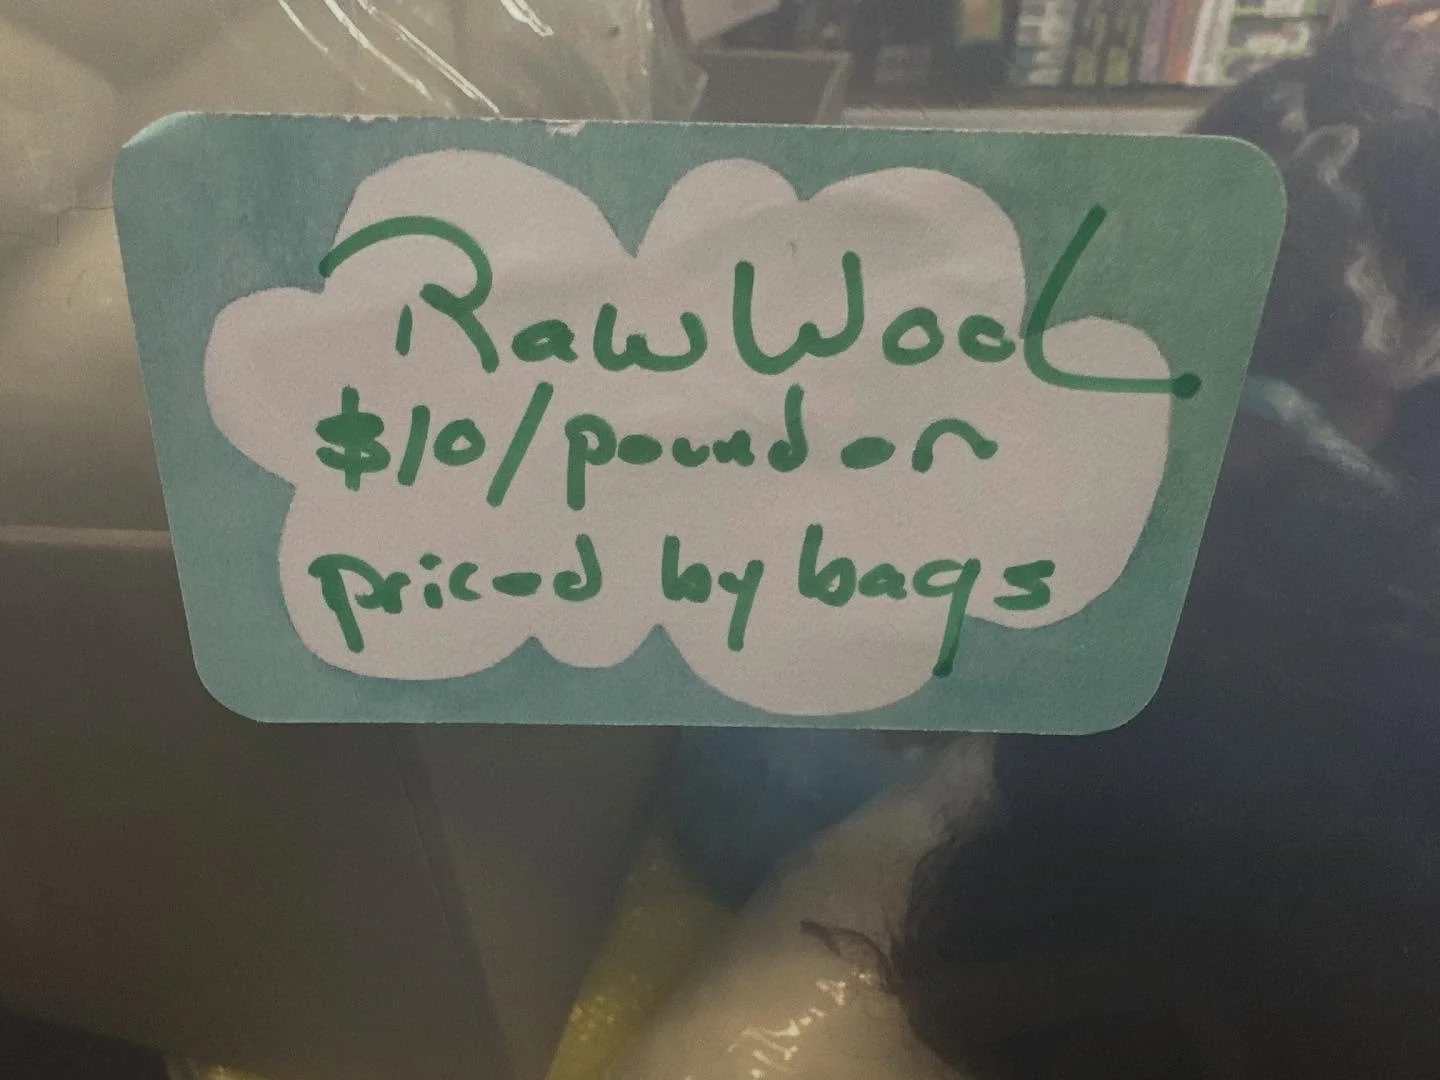 Raw Wool
$10/pound or
priced by bags